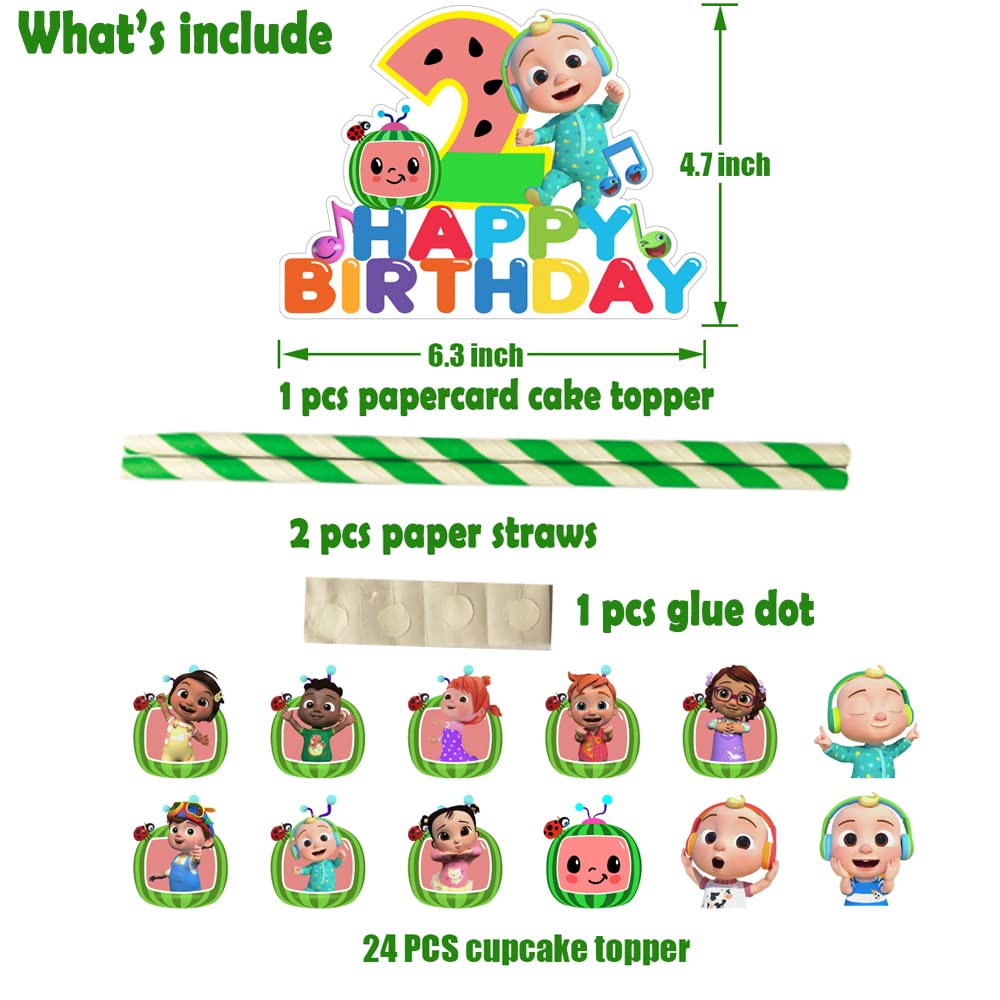 What's include
2
HAPPY
BIRTHDAY
4.7 inch
6.3 inch
1 pcs papercard cake topper
2 pcs paper straws
1 pcs glue dot
24 PCS cupcake topper